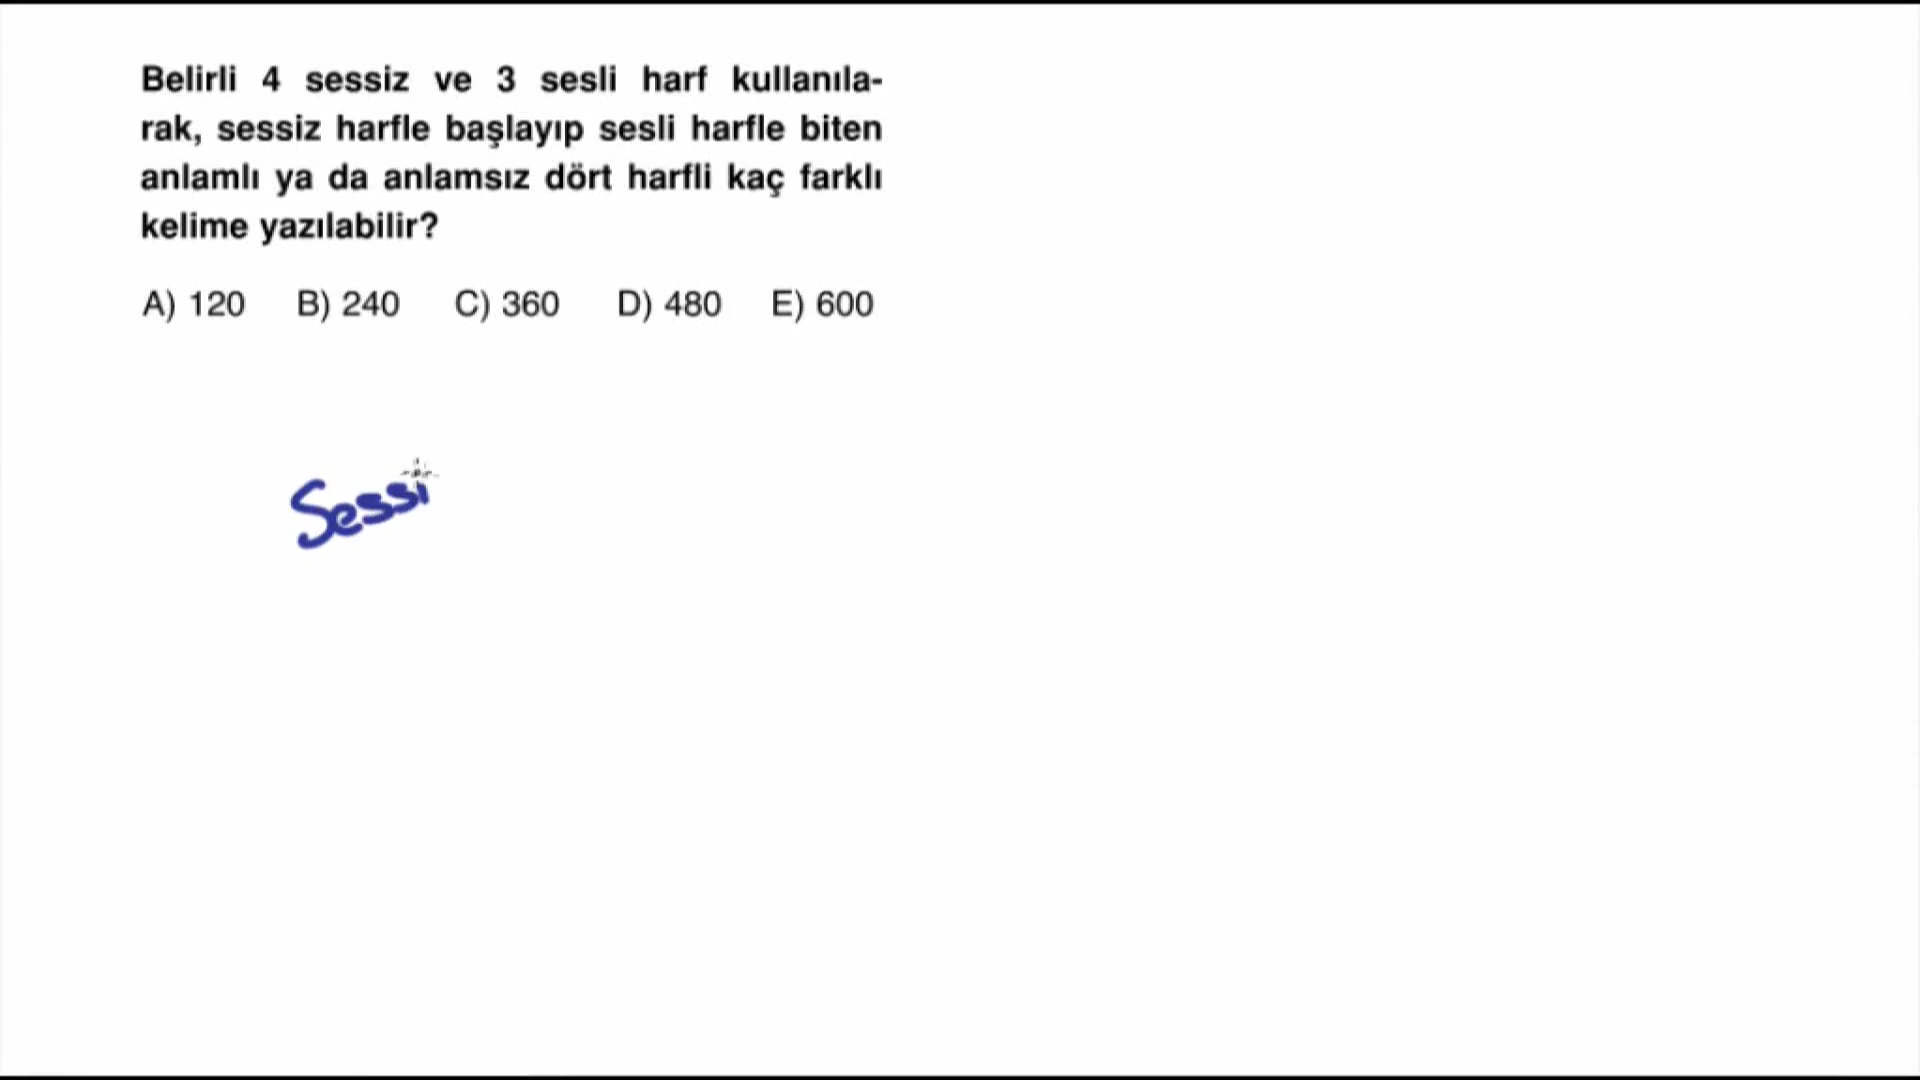 Belirli 4 sessiz ve 3 sesli harf kullanıla-
rak, sessiz harfle başlayıp sesli harfle biten
anlamlı ya da anlamsız dört harfli kaç farklı
kelime yazılabilir?
A) 120 B) 240 C) 360 D) 480 E) 600
Sessi